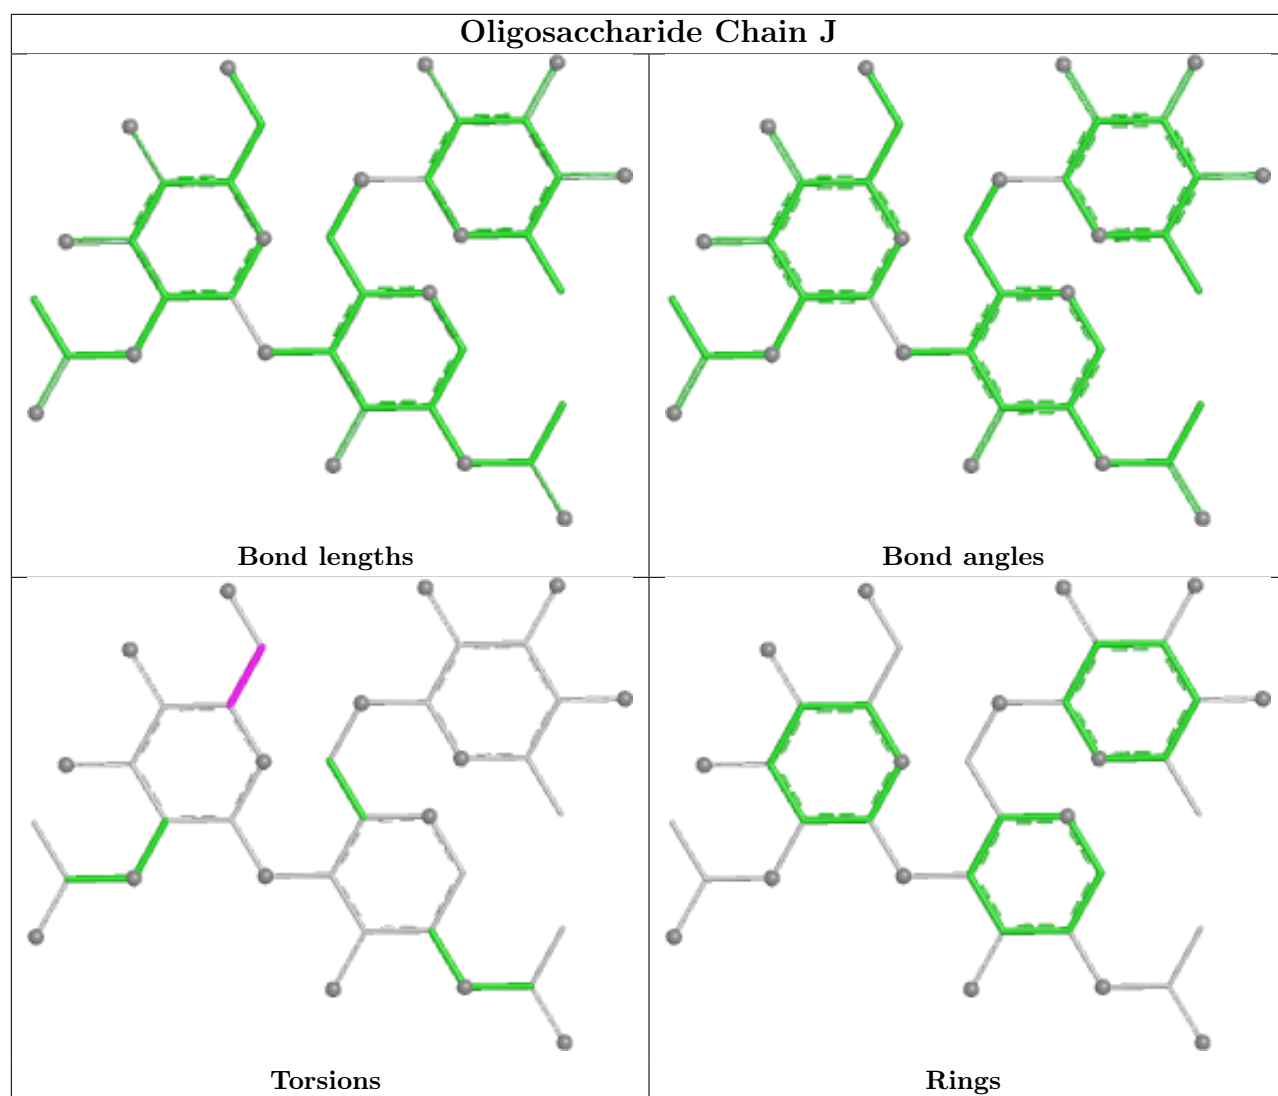 Oligosaccharide Chain J
Bond lengths
Bond angles
Torsions
Rings